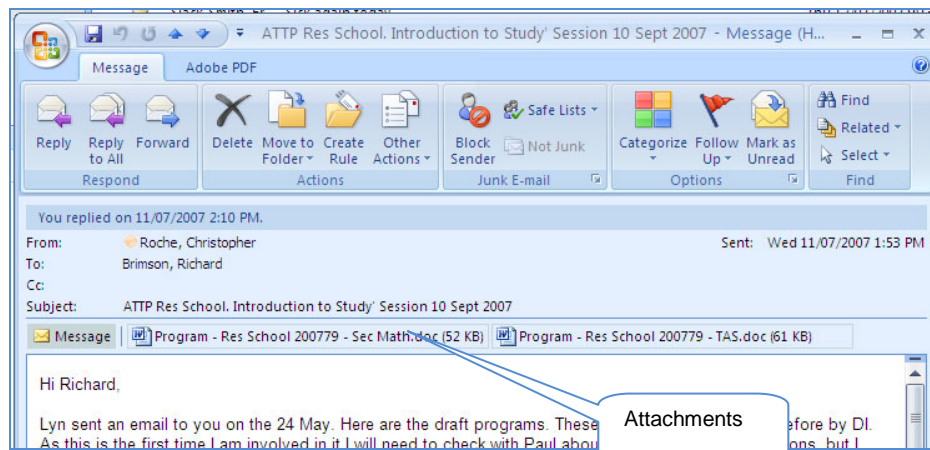 ATTP Res School. Introduction to Study' Session 10 Sept 2007 - Message (H...
Message Adobe PDF
Reply Reply to All Forward Delete Move to Folder Create Rule Other Actions Block Sender Safe Lists Not Junk Categorize Follow Up Mark as Unread Find Related Select
Respond Actions Junk E-mail Options Find
You replied on 11/07/2007 2:10 PM.
From: Roche, Christopher Sent: Wed 11/07/2007 1:53 PM
To: Brimson, Richard
Cc:
Subject: ATTP Res School. Introduction to Study' Session 10 Sept 2007
Message Program - Res School 200779 - Sec Math.doc (52 KB) Program - Res School 200779 - TAS.doc (61 KB)
Hi Richard,
Attachments
Lyn sent an email to you on the 24 May. Here are the draft programs. These efore by DI.
As this is the first time I am involved in it I will need to check with Paul abou ons, but I